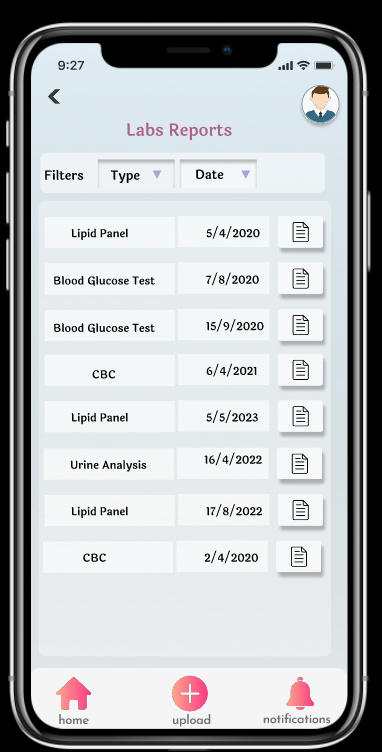 9:27
Labs Reports
Filters Type Date
Lipid Panel 5/4/2020
Blood Glucose Test 7/8/2020
Blood Glucose Test 15/9/2020
CBC 6/4/2021
Lipid Panel 5/5/2023
Urine Analysis 16/4/2022
Lipid Panel 17/8/2022
CBC 2/4/2020
home upload notifications